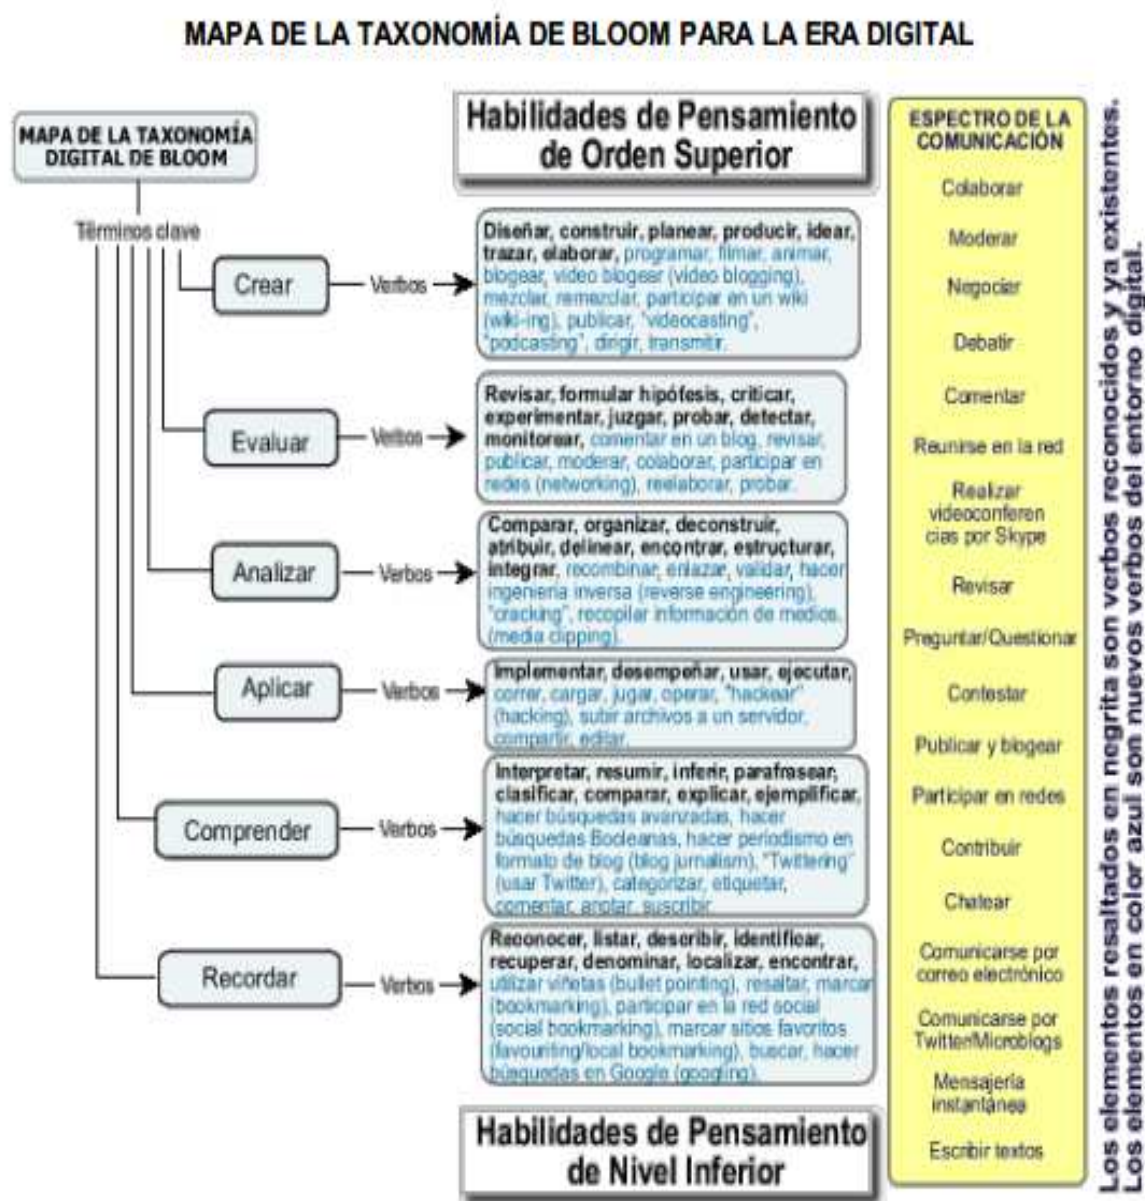 MAPA DE LA TAXONOMÍA DE BLOOM PARA LA ERA DIGITAL
MAPA DE LA TAXONOMÍA
DIGITAL DE BLOOM
Términos clave
Habilidades de Pensamiento
de Orden Superior
Crear
Verbos
Diseñar, construir, planear, producir, idear,
trazar, elaborar, programar, filmar, animar,
blogear, video blogear (video blogging),
mezclar, remezclar, participar en un wiki
(wiki-ing), publicar, "videocasting",
"podcasting", dirigir, transmitir.
Evaluar
Verbos
Revisar, formular hipótesis, criticar,
experimentar, juzgar, probar, detectar,
monitorear, comentar en un blog, revisar,
publicar, moderar, colaborar, participar en
redes (networking), reelaborar, probar.
Analizar
Verbos
Comparar, organizar, deconstruir,
atribuir, delinear, encontrar, estructurar,
integrar, recombinar, enlazar, validar, hacer
ingeniería inversa (reverse engineering),
"cracking", recopilar información de medios.
(media clipping).
Aplicar
Verbos
Implementar, desempeñar, usar, ejecutar,
correr, cargar, jugar, operar, "hackear"
(hacking), subir archivos a un servidor,
compartir, editar.
Comprender
Verbos
Interpretar, resumir, inferir, parafrasear,
clasificar, comparar, explicar, ejemplificar,
hacer búsquedas avanzadas, hacer
búsquedas Booleanas, hacer periodismo en
formato de blog (blog jurnalism), "Twittering"
(usar Twitter), categorizar, etiquetar,
comentar, anotar, suscribir.
Recordar
Verbos
Reconocer, listar, describir, identificar,
recuperar, denominar, localizar, encontrar,
utilizar viñetas (bullet pointing), resaltar, marcar
(bookmarking), participar en la red social
(social bookmarking), marcar sitios favoritos
(favouriting/local bookmarking), buscar, hacer
búsquedas en Google (googling).
Habilidades de Pensamiento
de Nivel Inferior
ESPECTRO DE LA
COMUNICACIÓN
Colaborar
Moderar
Negociar
Debatir
Comentar
Reunirse en la red
Realizar
videoconferen
cias por Skype
Revisar
Preguntar/Questionar
Contestar
Publicar y blogear
Participar en redes
Contribuir
Chatear
Comunicarse por
correo electrónico
Comunicarse por
Twitter/Microblogs
Mensajería
instantánea
Escribir textos
Los elementos resaltados en negrita son verbos reconocidos y ya existentes.
Los elementos en color azul son nuevos verbos del entorno digital.